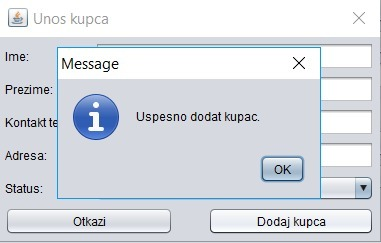 Unos kupca
Ime:
Message
Prezime:
Uspesno dodat kupac.
Kontakt te
Adresa:
OK
Status:
Otkazi
Dodaj kupca